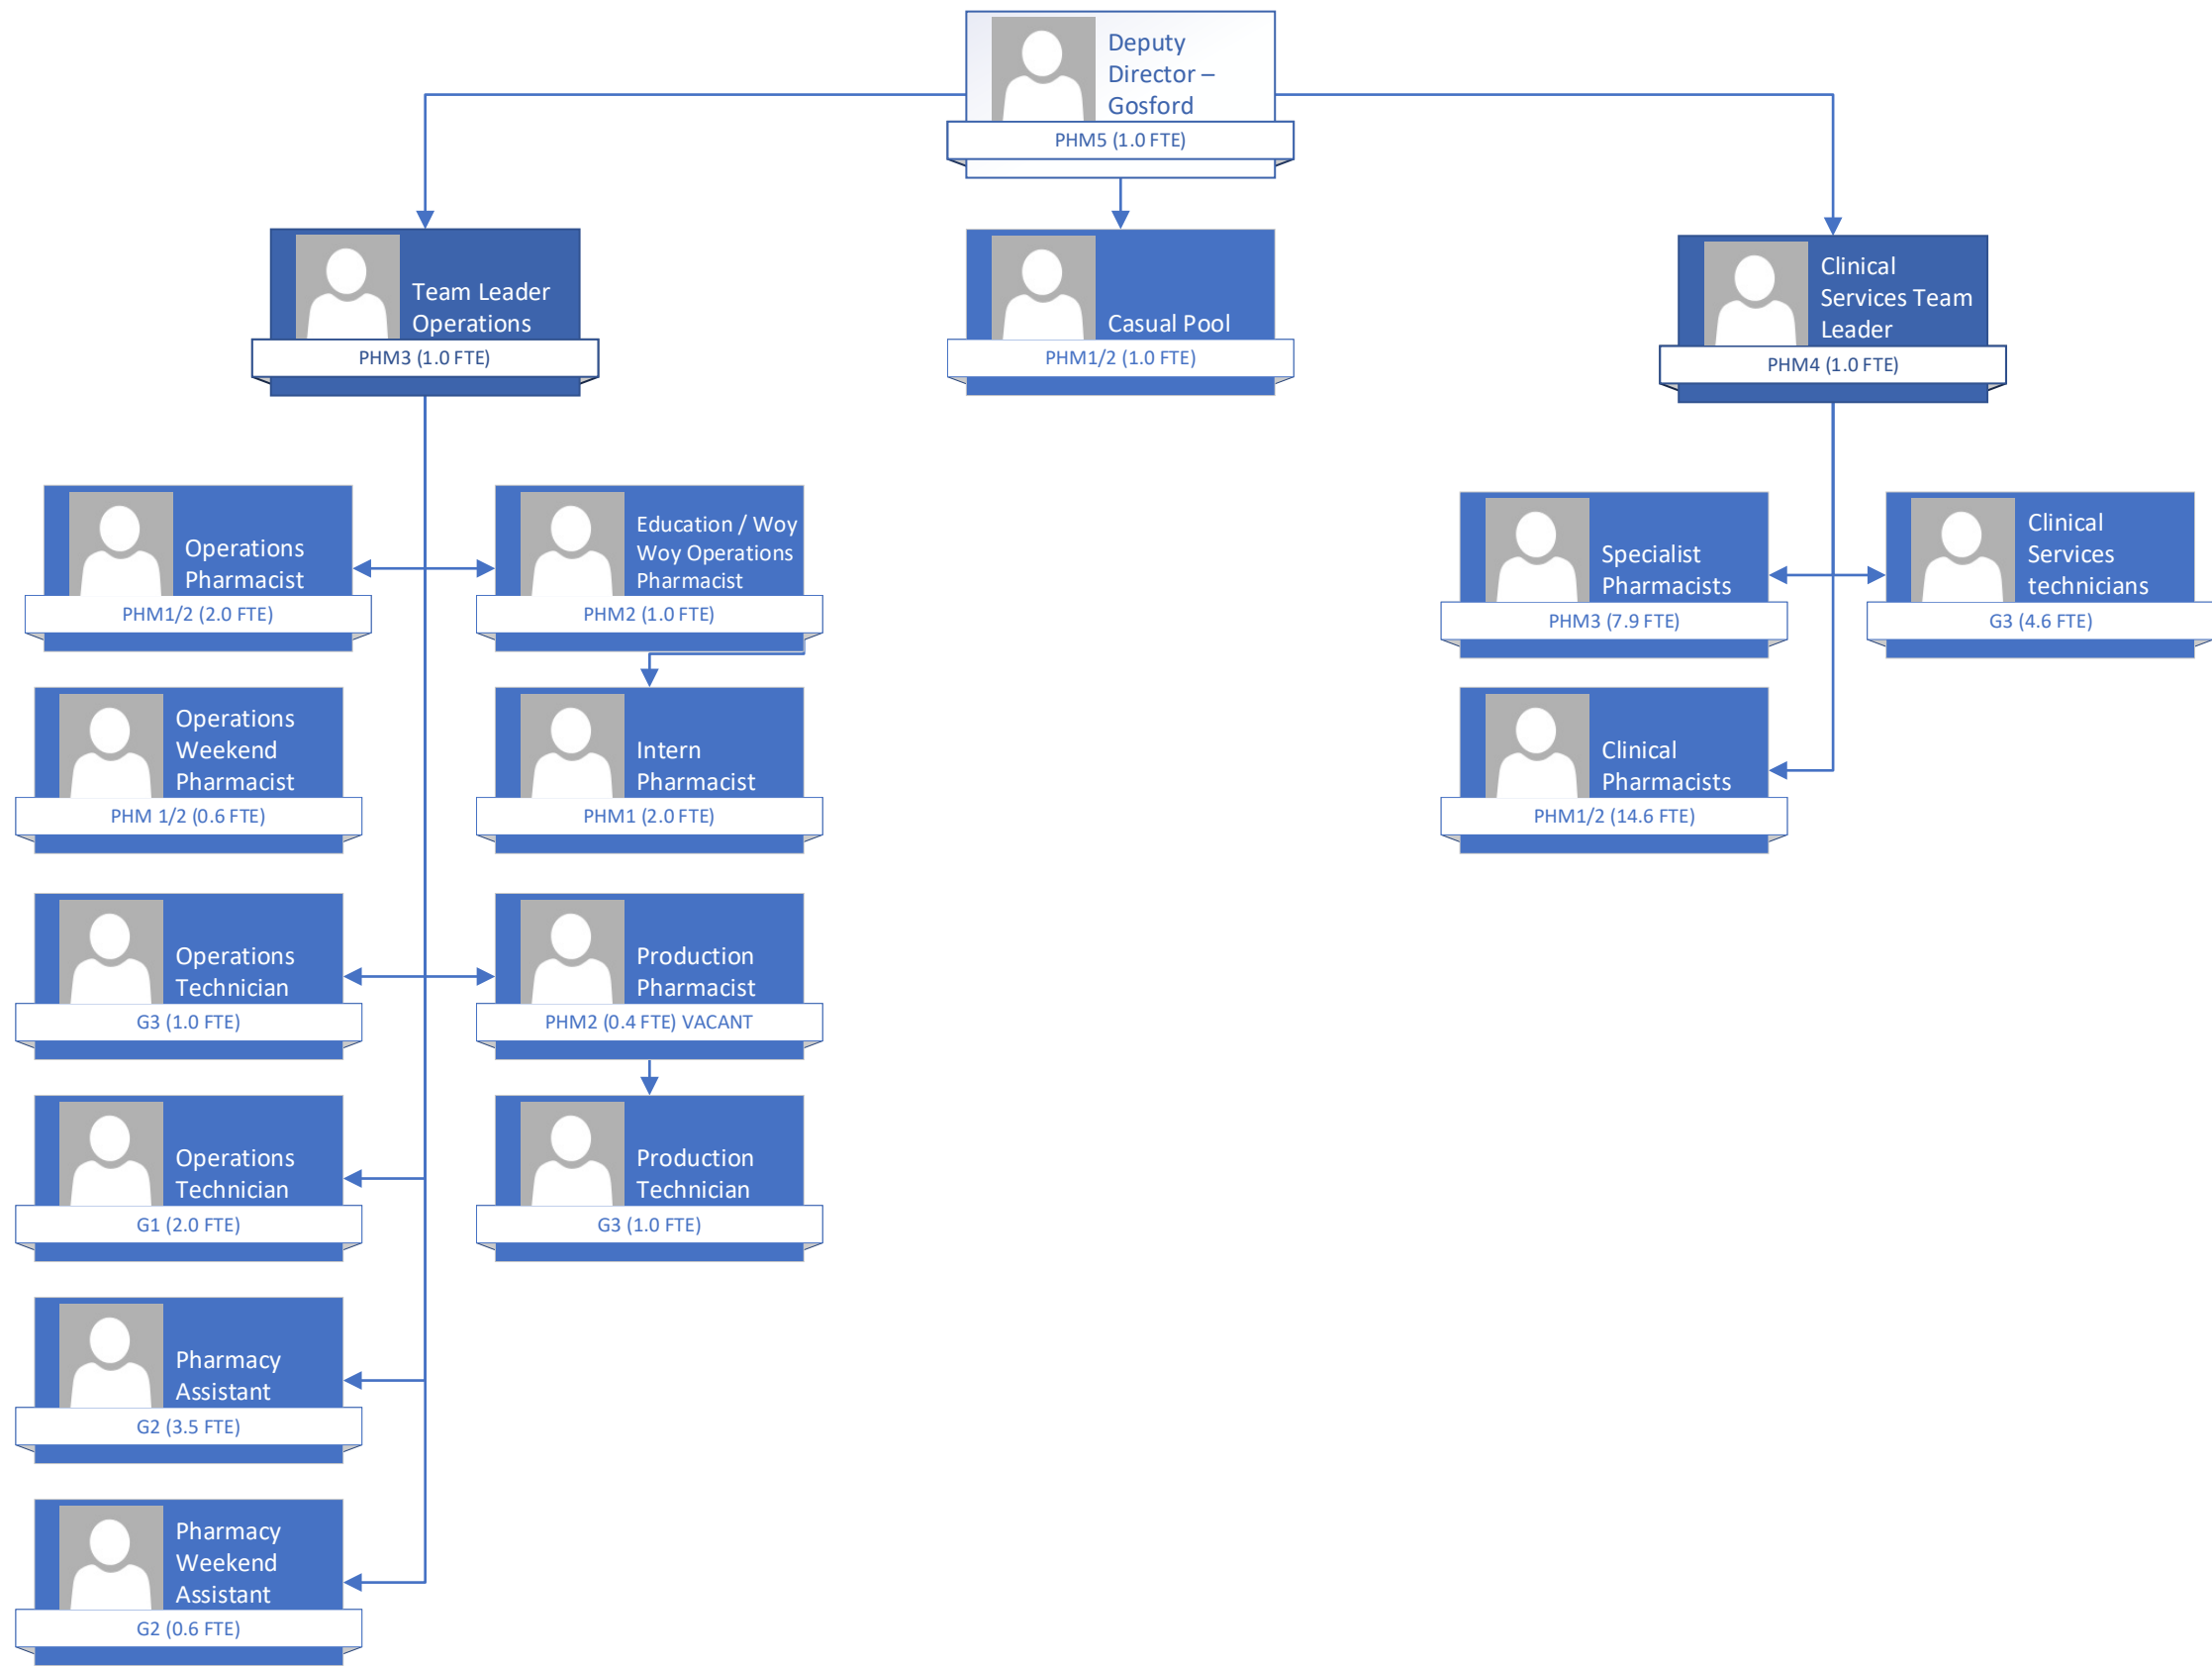 Deputy
Director –
Gosford
PHM5 (1.0 FTE)
Team Leader
Operations
PHM3 (1.0 FTE)
Casual Pool
PHM1/2 (1.0 FTE)
Clinical
Services Team
Leader
PHM4 (1.0 FTE)
Operations
Pharmacist
PHM1/2 (2.0 FTE)
Education / Woy
Woy Operations
Pharmacist
PHM2 (1.0 FTE)
Specialist
Pharmacists
PHM3 (7.9 FTE)
Clinical
Services
technicians
G3 (4.6 FTE)
Operations
Weekend
Pharmacist
PHM 1/2 (0.6 FTE)
Intern
Pharmacist
PHM1 (2.0 FTE)
Clinical
Pharmacists
PHM1/2 (14.6 FTE)
Operations
Technician
G3 (1.0 FTE)
Production
Pharmacist
PHM2 (0.4 FTE) VACANT
Operations
Technician
G1 (2.0 FTE)
Production
Technician
G3 (1.0 FTE)
Pharmacy
Assistant
G2 (3.5 FTE)
Pharmacy
Weekend
Assistant
G2 (0.6 FTE)